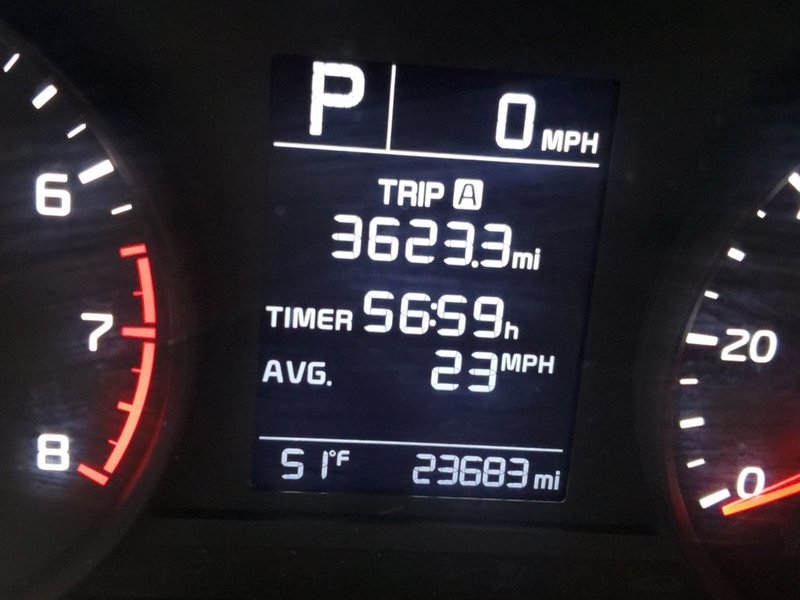 P 0 MPH
TRIP A
3623.3 mi
TIMER 56:59 h
AVG. 23 MPH
51°F 23683 mi
6
7
8
20
0